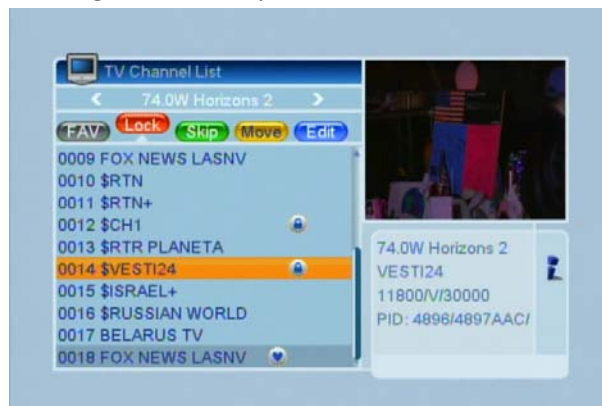 TV Channel List
74.0W Horizons 2
FAV Lock Skip Move Edit
0009 FOX NEWS LASNV
0010 $RTN
0011 $RTN+
0012 $CH1
0013 $RTR PLANETA
0014 $VESTI24
0015 $ISRAEL+
0016 $RUSSIAN WORLD
0017 BELARUS TV
0018 FOX NEWS LASNV
74.0W Horizons 2
VESTI24
11800/V/30000
PID: 4896/4897AAC/